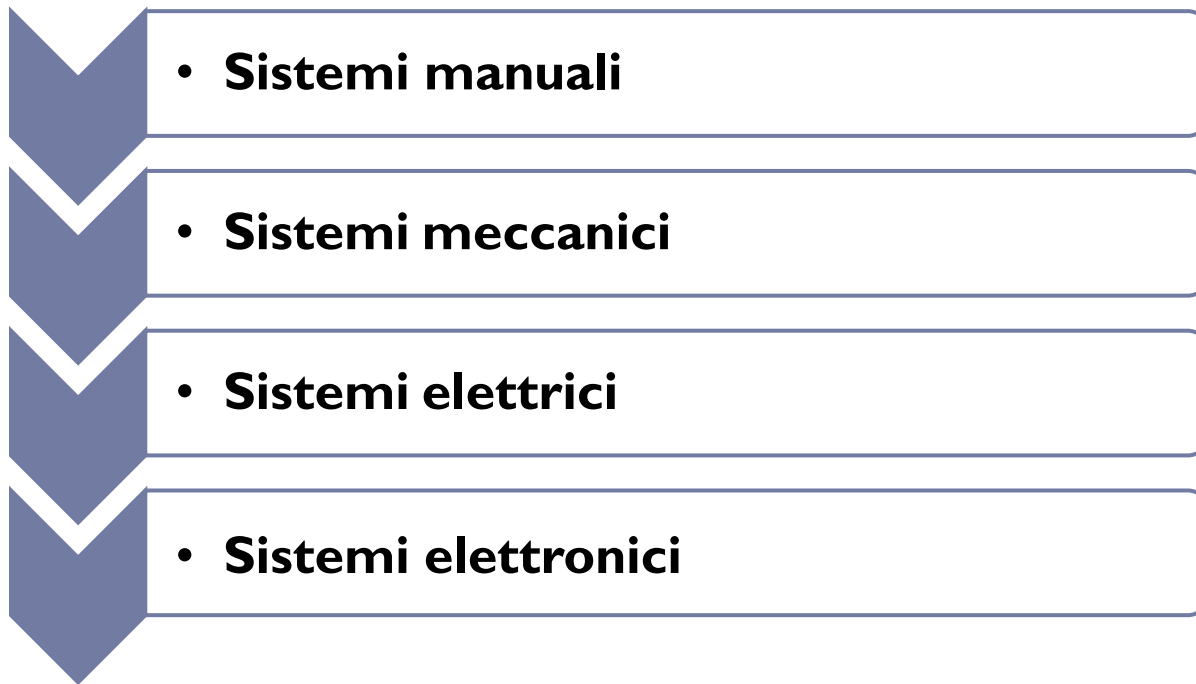 • Sistemi manuali
• Sistemi meccanici
• Sistemi elettrici
• Sistemi elettronici